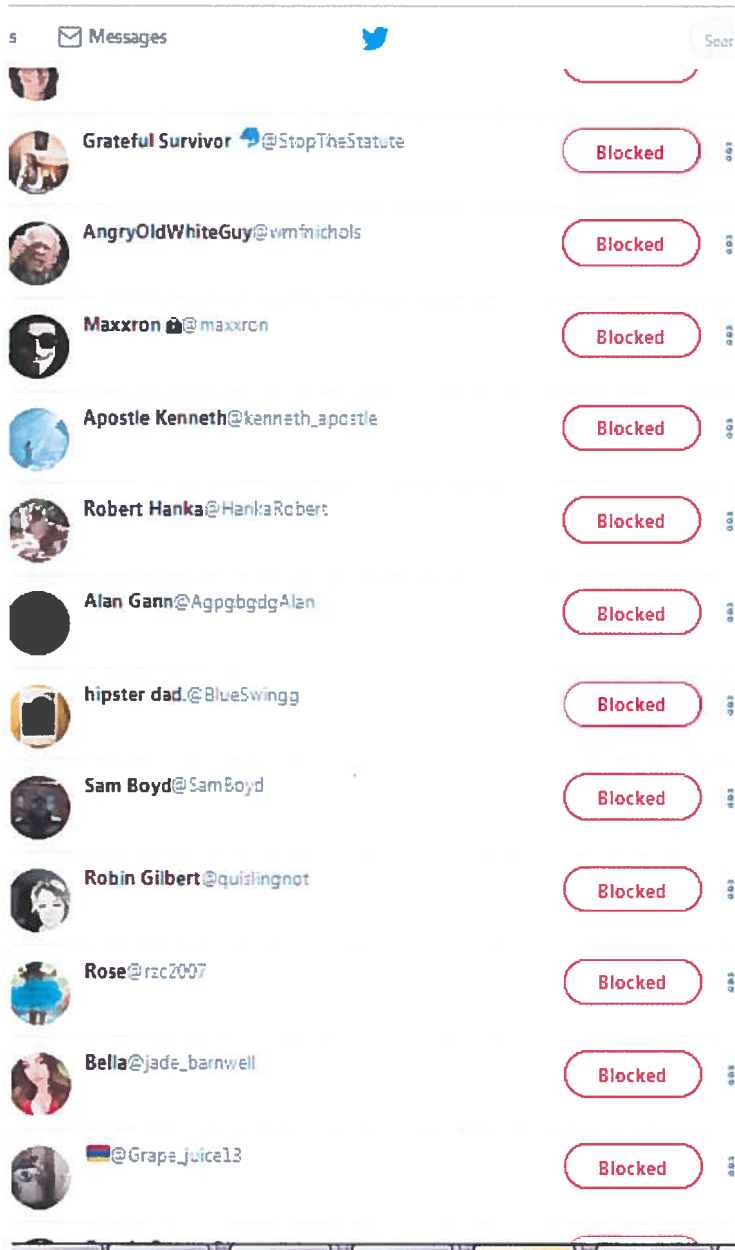 s Messages Sear
Grateful Survivor @StopTheStatute Blocked
AngryOldWhiteGuy@wmfnichols Blocked
Maxxron @maxxron Blocked
Apostle Kenneth@kenneth_apostle Blocked
Robert Hanka@HankaRobert Blocked
Alan Gann@AgpgbgdgAlan Blocked
hipster dad.@BlueSwingg Blocked
Sam Boyd@SamBoyd Blocked
Robin Gilbert@quislingnot Blocked
Rose@rzc2007 Blocked
Bella@jade_barnwell Blocked
@Grape_juice13 Blocked